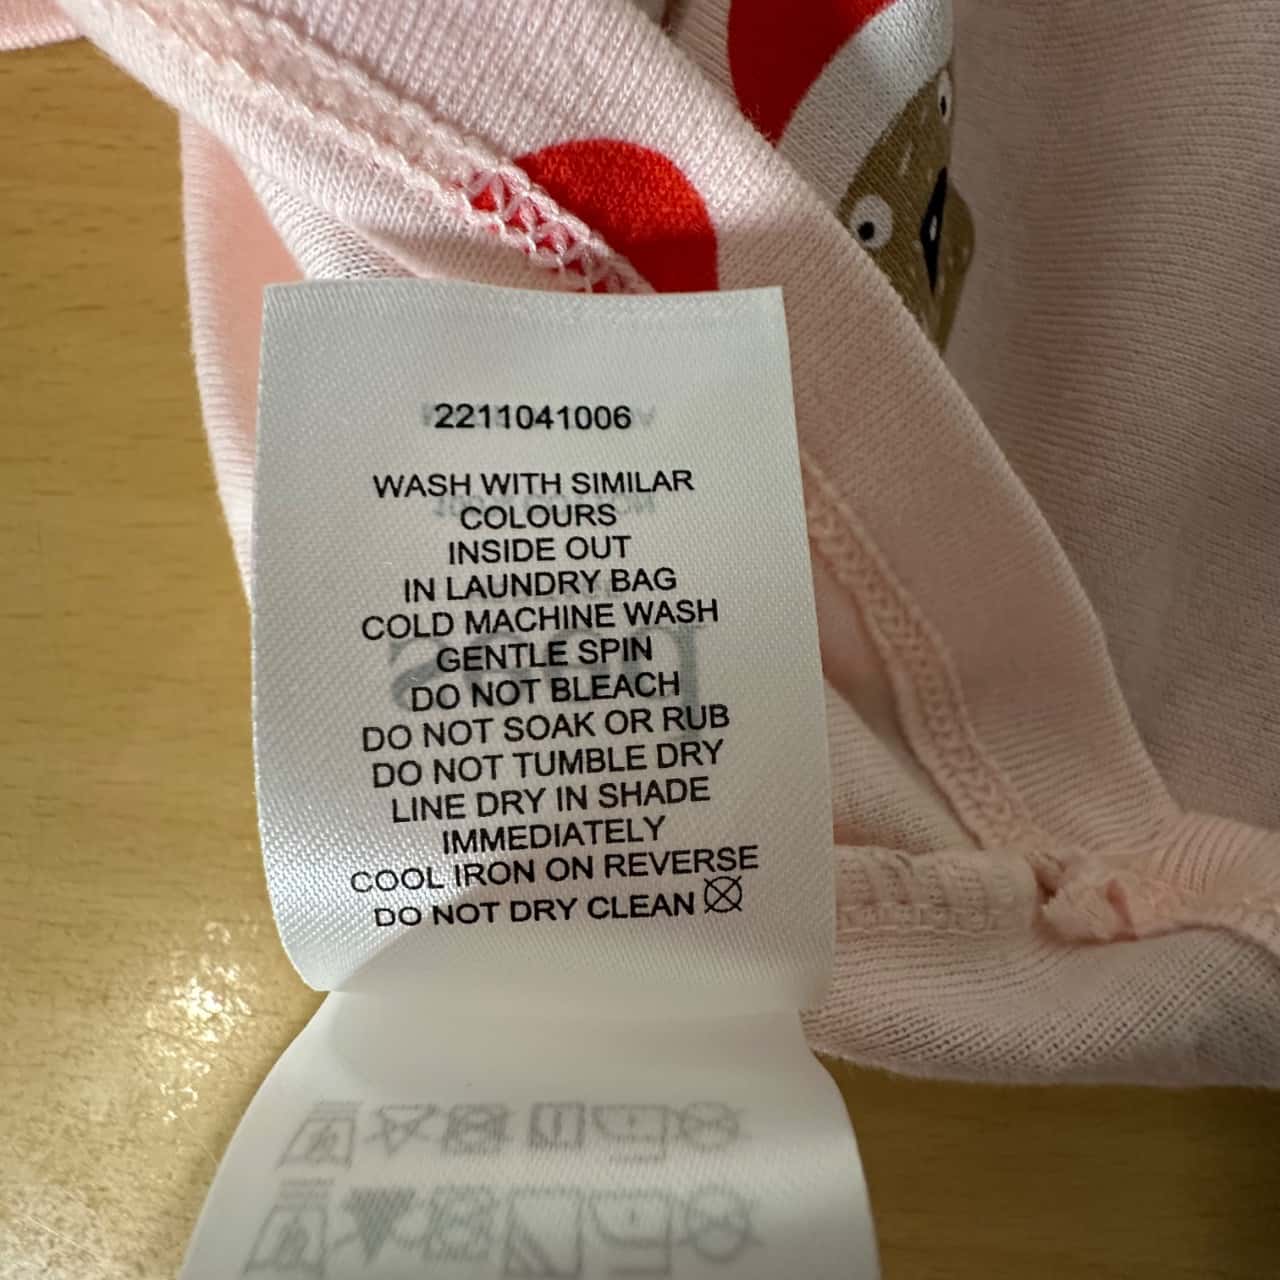 2211041006
WASH WITH SIMILAR
COLOURS
INSIDE OUT
IN LAUNDRY BAG
COLD MACHINE WASH
GENTLE SPIN
DO NOT BLEACH
DO NOT SOAK OR RUB
DO NOT TUMBLE DRY
LINE DRY IN SHADE
IMMEDIATELY
COOL IRON ON REVERSE
DO NOT DRY CLEAN